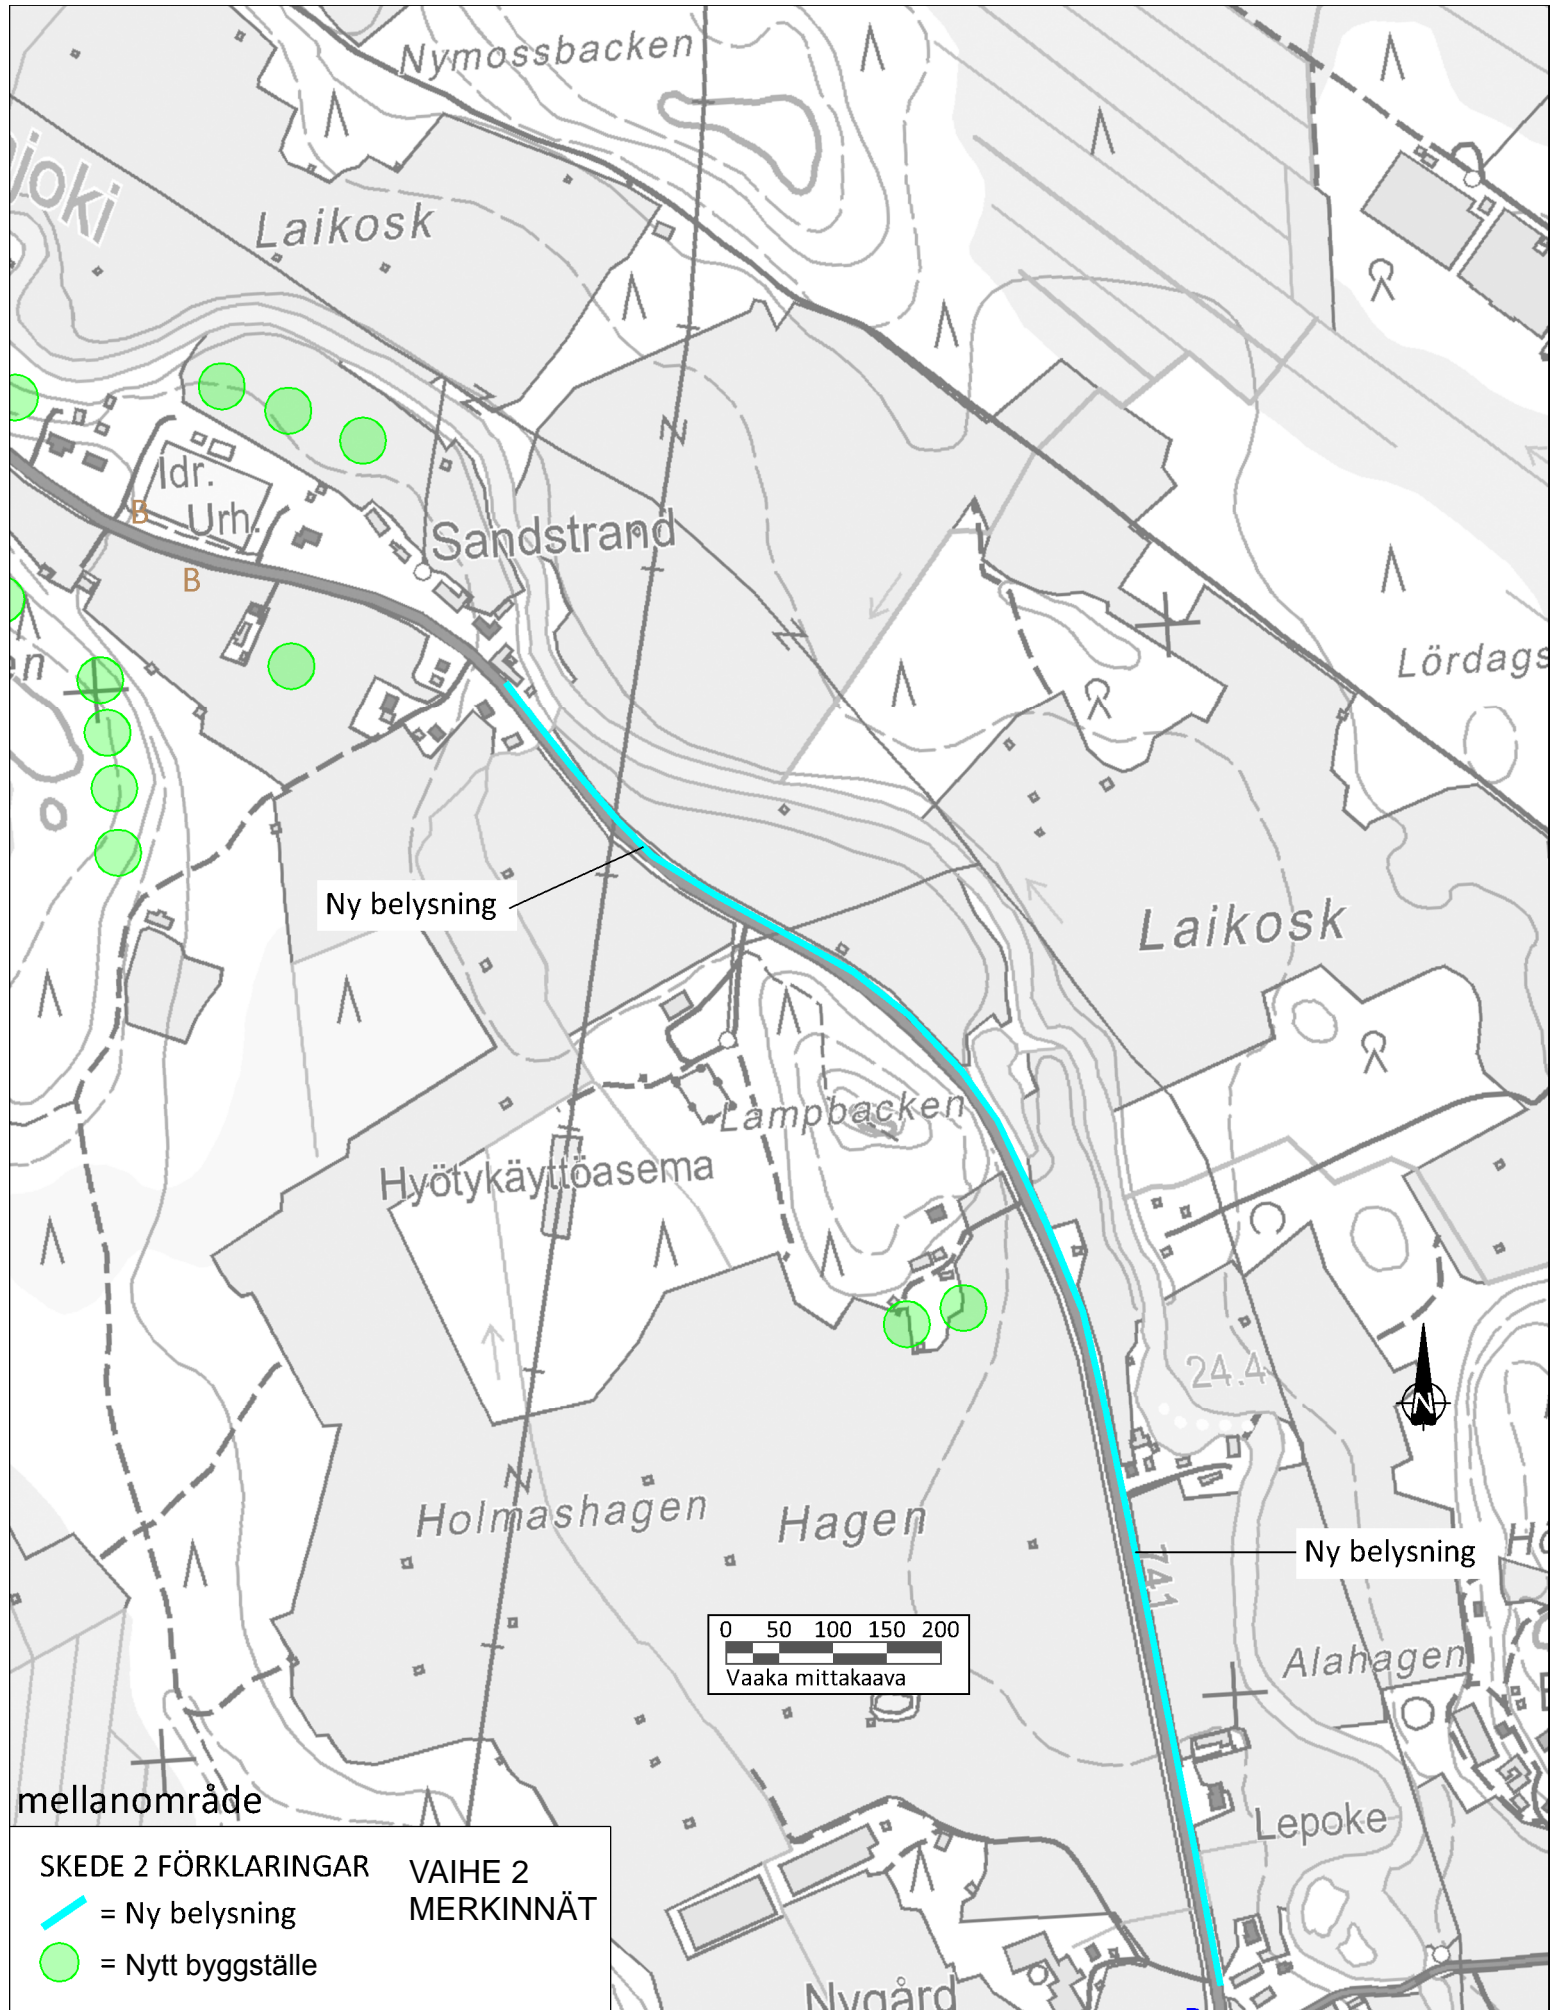 Nymossbacken
joki
Laikosk
Idr.
Urh.
B
B
Sandstrand
N
N
N
Lördags
en
Ny belysning
Laikosk
Lampbacken
Hyötykäyttöasema
24.4
N
N
Holmashagen
Hagen
741
Ny belysning
0 50 100 150 200
Vaaka mittakaava
Alahagen
Lepoke
mellanområde
SKEDE 2 FÖRKLARINGAR
VAIHE 2
MERKINNÄT
= Ny belysning
= Nytt byggställe
Nygård